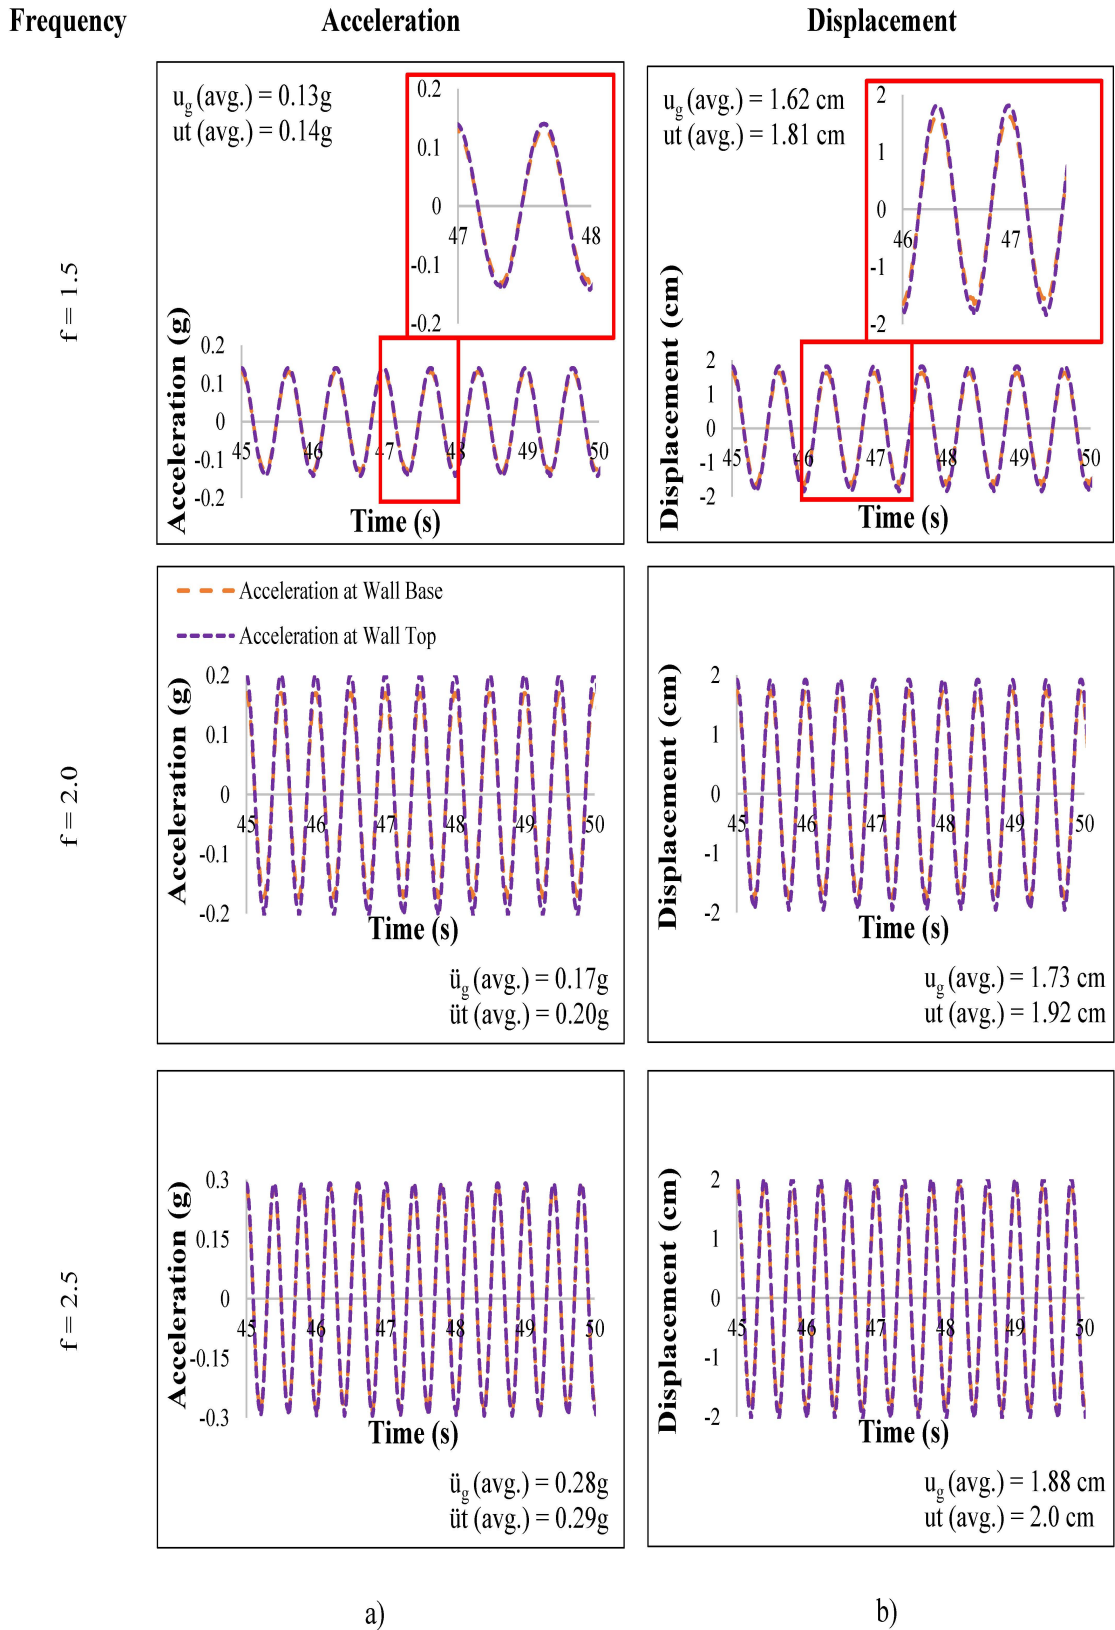 Frequency Acceleration Displacement
f = 1.5
u_g (avg.) = 0.13g
ut (avg.) = 0.14g
0.2
0.1
0
47 48
-0.1
-0.2
Acceleration (g)
0.2
0.1
0
45 46 47 48 49 50
-0.1
-0.2
Time (s)
u_g (avg.) = 1.62 cm
ut (avg.) = 1.81 cm
2
1
0
46 47
-1
-2
Displacement (cm)
2
1
0
45 46 47 48 49 50
-1
-2
Time (s)
f = 2.0
Acceleration at Wall Base
Acceleration at Wall Top
Acceleration (g)
0.2
0.1
0
45 46 47 48 49 50
-0.1
-0.2
Time (s)
ü_g (avg.) = 0.17g
üt (avg.) = 0.20g
Displacement (cm)
2
1
0
45 46 47 48 49 50
-1
-2
Time (s)
u_g (avg.) = 1.73 cm
ut (avg.) = 1.92 cm
f = 2.5
Acceleration (g)
0.3
0.15
0
45 46 47 48 49 50
-0.15
-0.3
Time (s)
ü_g (avg.) = 0.28g
üt (avg.) = 0.29g
Displacement (cm)
2
1
0
45 46 47 48 49 50
-1
-2
Time (s)
u_g (avg.) = 1.88 cm
ut (avg.) = 2.0 cm
a) b)